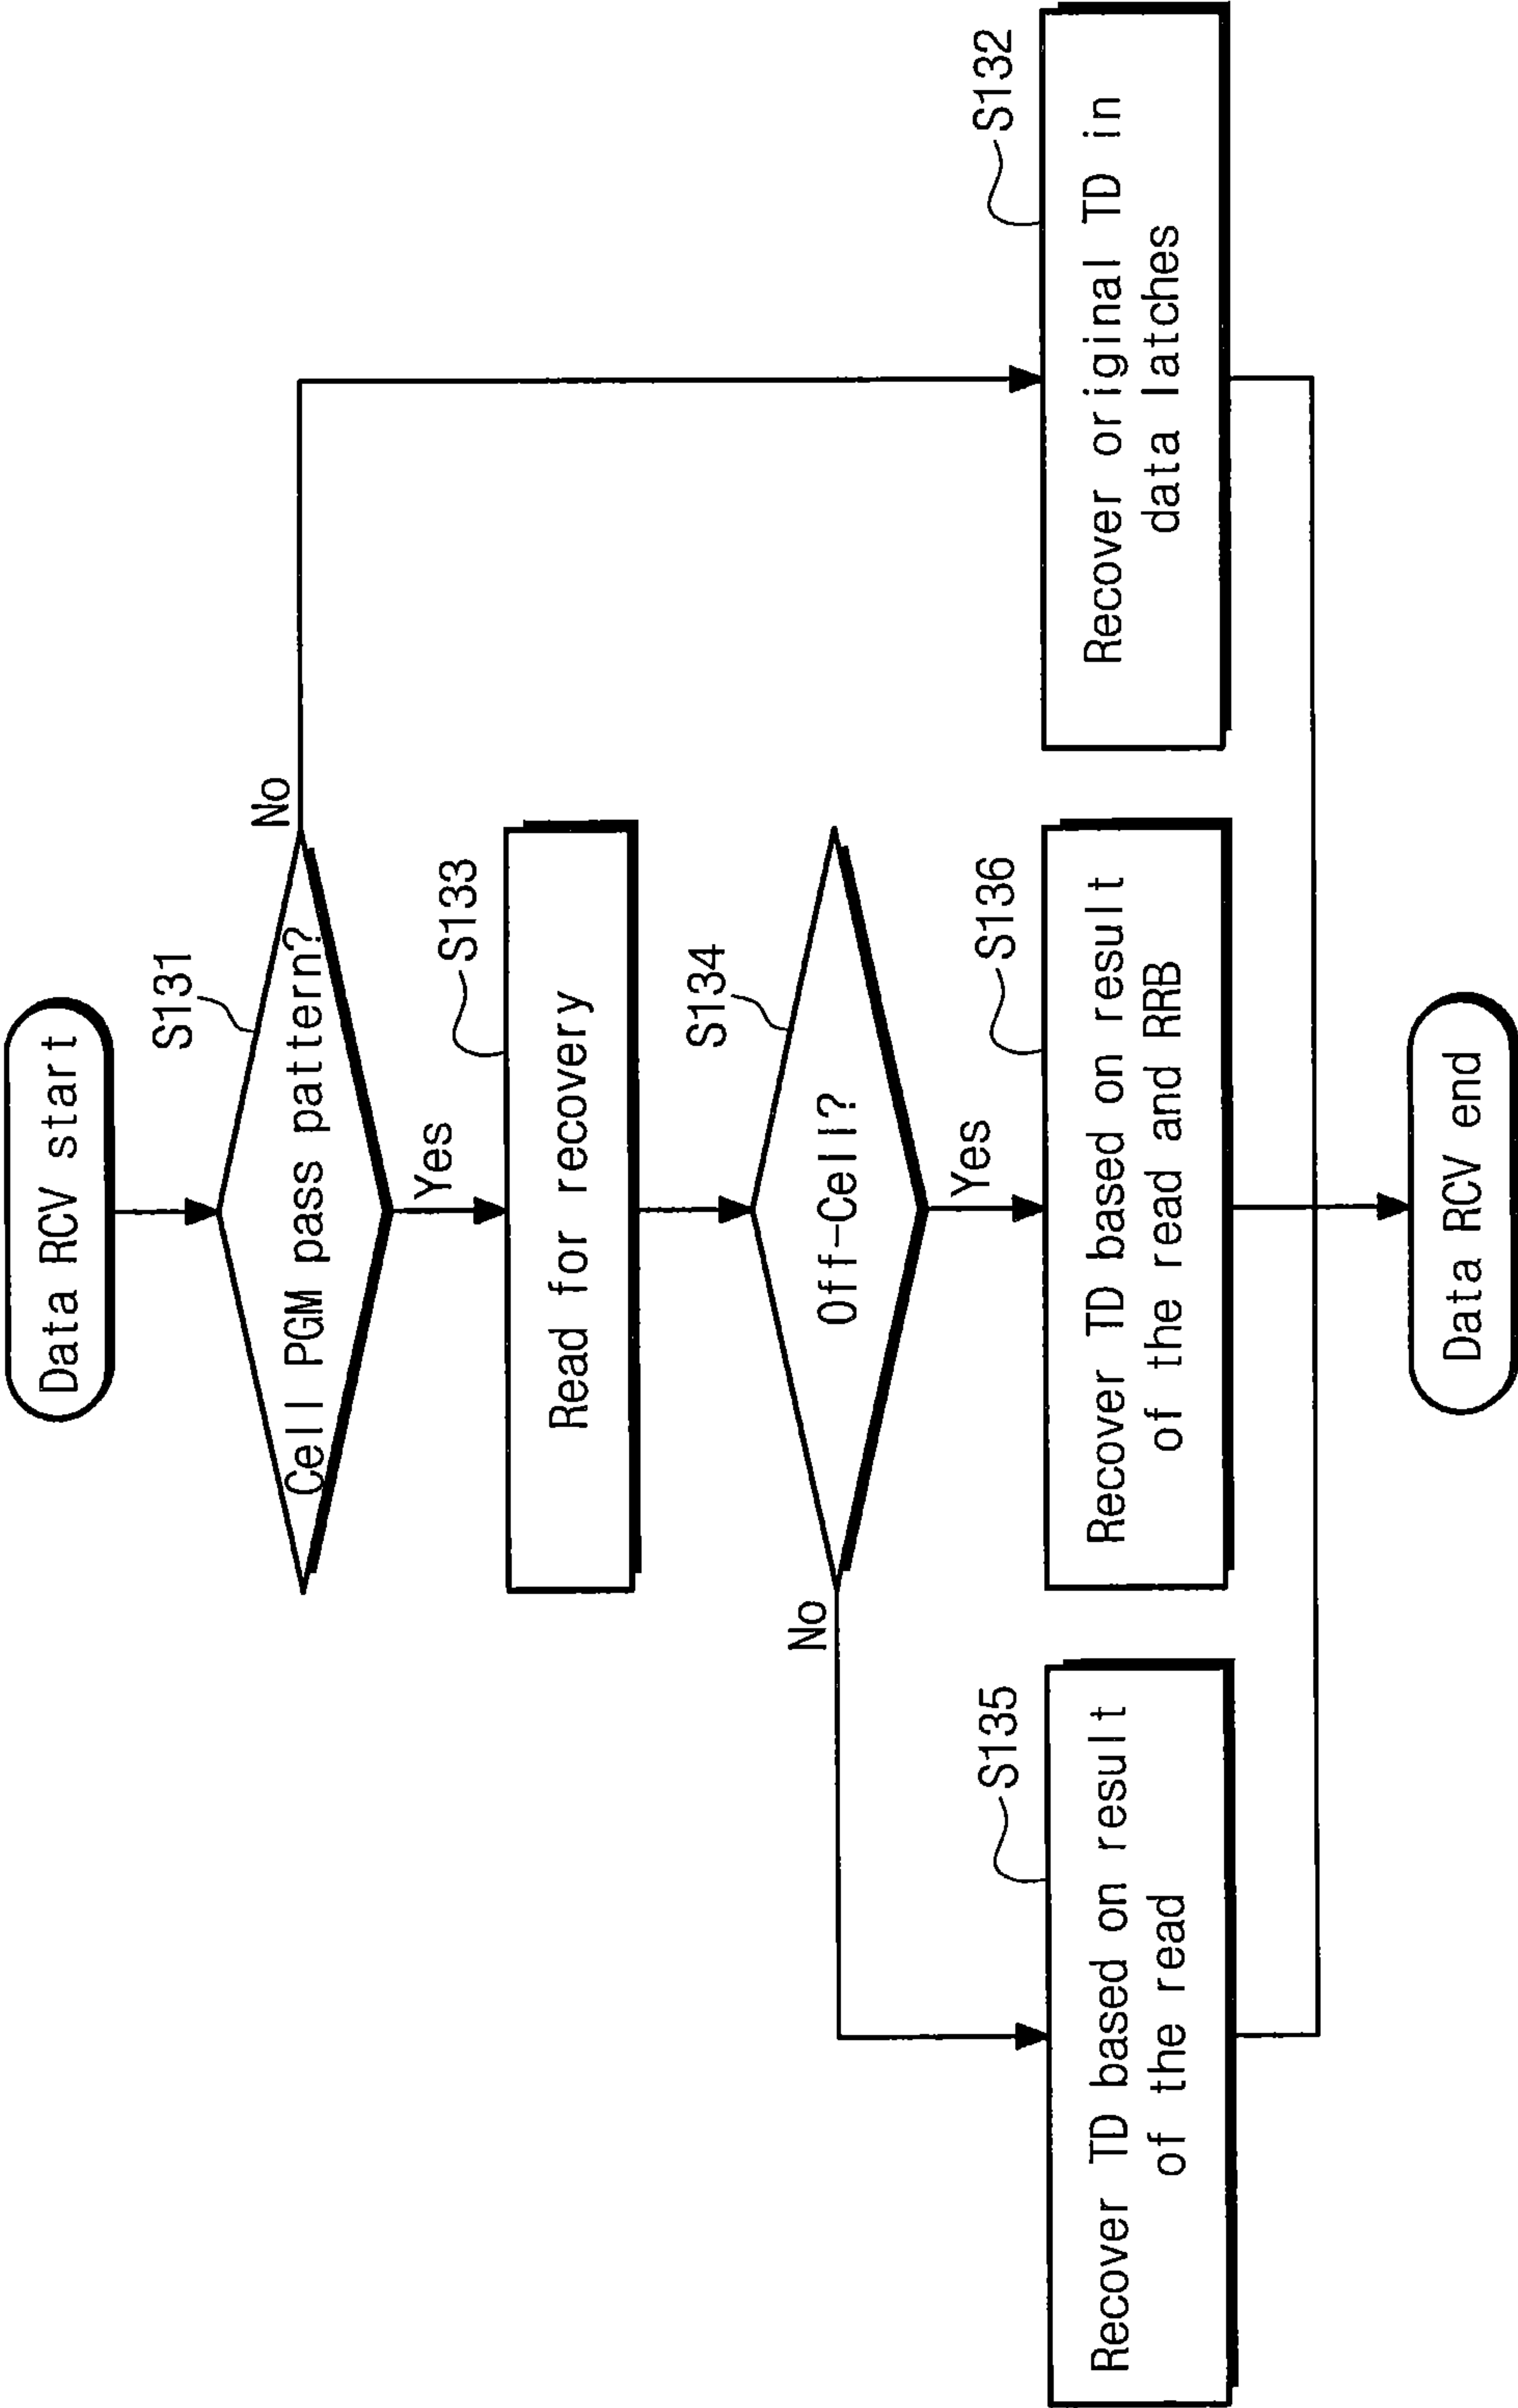 Data RCV start
S131
Cell PGM pass pattern?
No
Yes
S133
Read for recovery
S134
Off-Cell?
No
Yes
S135
Recover TD based on result
of the read
S136
Recover TD based on result
of the read and RRB
S132
Recover original TD in
data latches
Data RCV end